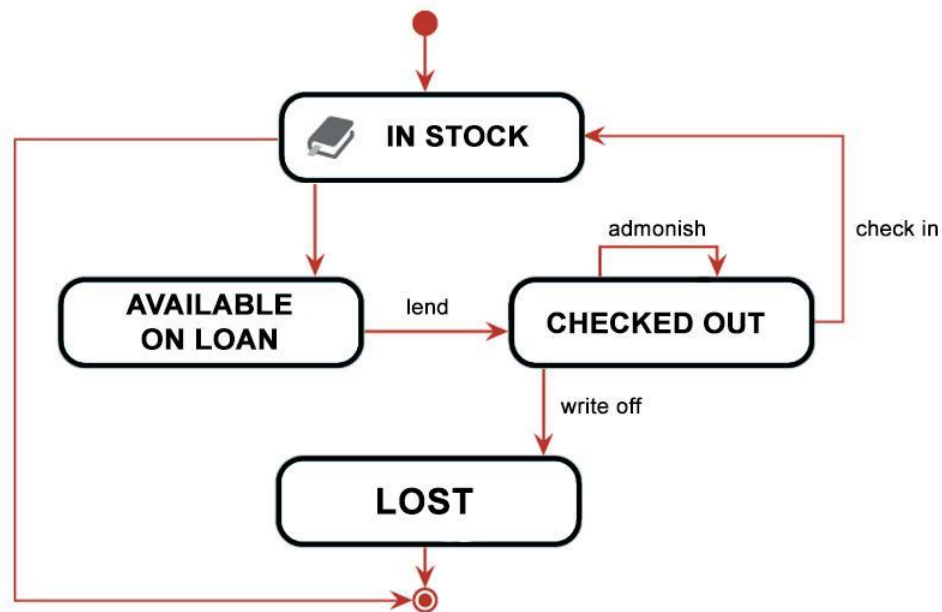 IN STOCK
admonish
check in
AVAILABLE
ON LOAN
lend
CHECKED OUT
write off
LOST